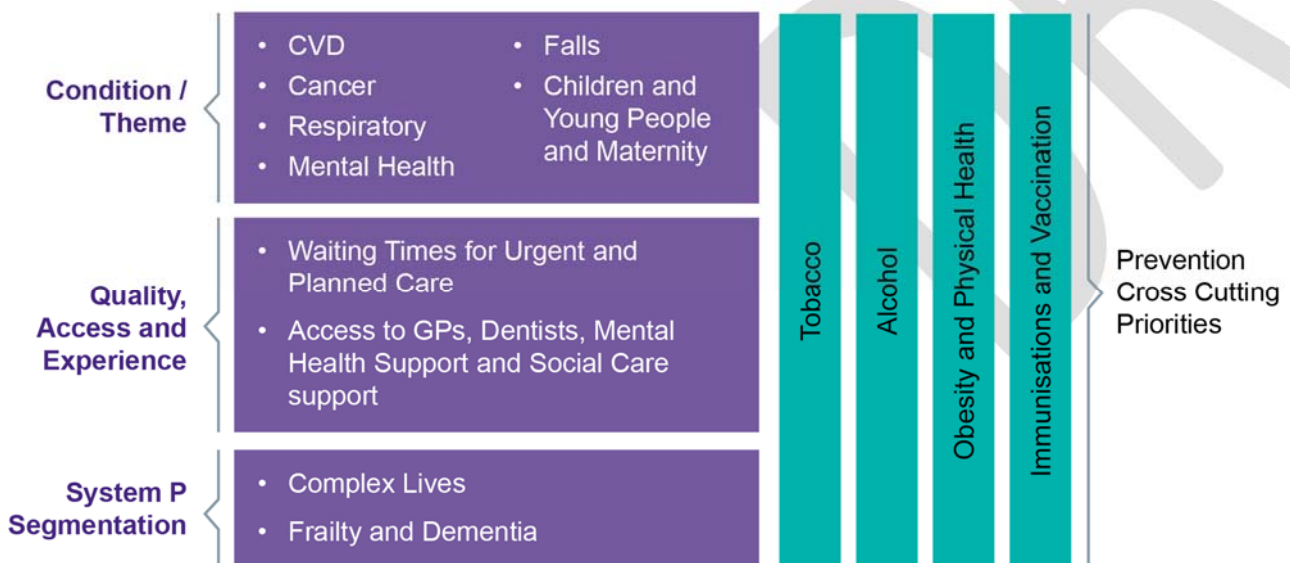 Condition /
Theme
• CVD
• Cancer
• Respiratory
• Mental Health
• Falls
• Children and
Young People
and Maternity
Quality,
Access and
Experience
• Waiting Times for Urgent and
Planned Care
• Access to GPs, Dentists, Mental
Health Support and Social Care
support
System P
Segmentation
• Complex Lives
• Frailty and Dementia
Tobacco
Alcohol
Obesity and Physical Health
Immunisations and Vaccination
Prevention
Cross Cutting
Priorities